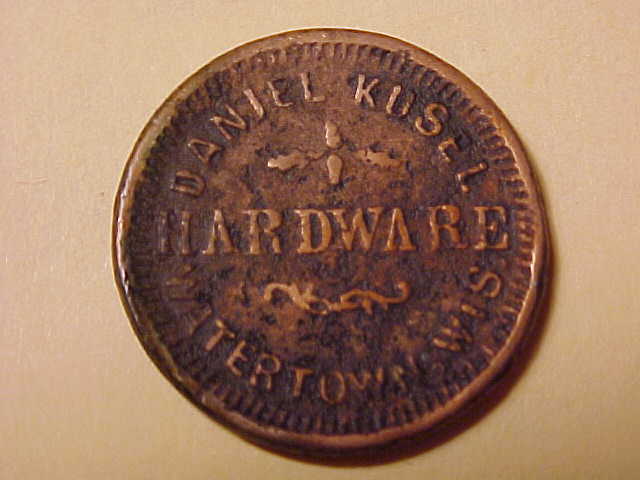 DANIEL KUSEL
HARDWARE
WATERTOWN. WIS.